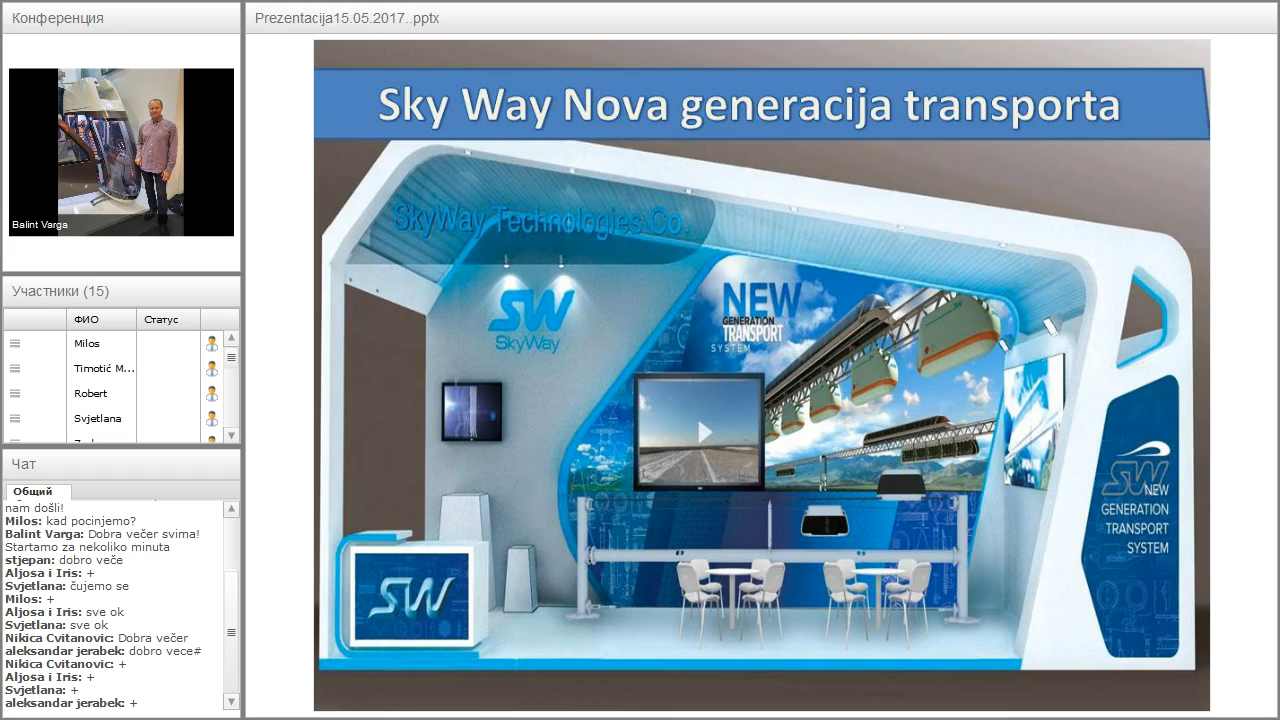 Конференция
Balint Varga
Участники (15)
ФИО
Статус
Milos
Timotić M...
Robert
Svjetlana
Чат
Общий
nam došli!
Milos: kad pocinjemo?
Balint Varga: Dobra večer svima!
Startamo za nekoliko minuta
stjepan: dobro veče
Aljosa i Iris: +
Svjetlana: čujemo se
Milos: +
Aljosa i Iris: sve ok
Svjetlana: sve ok
Nikica Cvitanovic: Dobra večer
aleksandar jerabek: dobro vece#
Nikica Cvitanovic: +
Aljosa i Iris: +
Svjetlana: +
aleksandar jerabek: +
Prezentacija15.05.2017..pptx
Sky Way Nova generacija transporta
SkyWay Technologies Co.
SW
SkyWay
NEW
GENERATION
TRANSPORT
SYSTEM
SW
SW NEW
GENERATION
TRANSPORT
SYSTEM